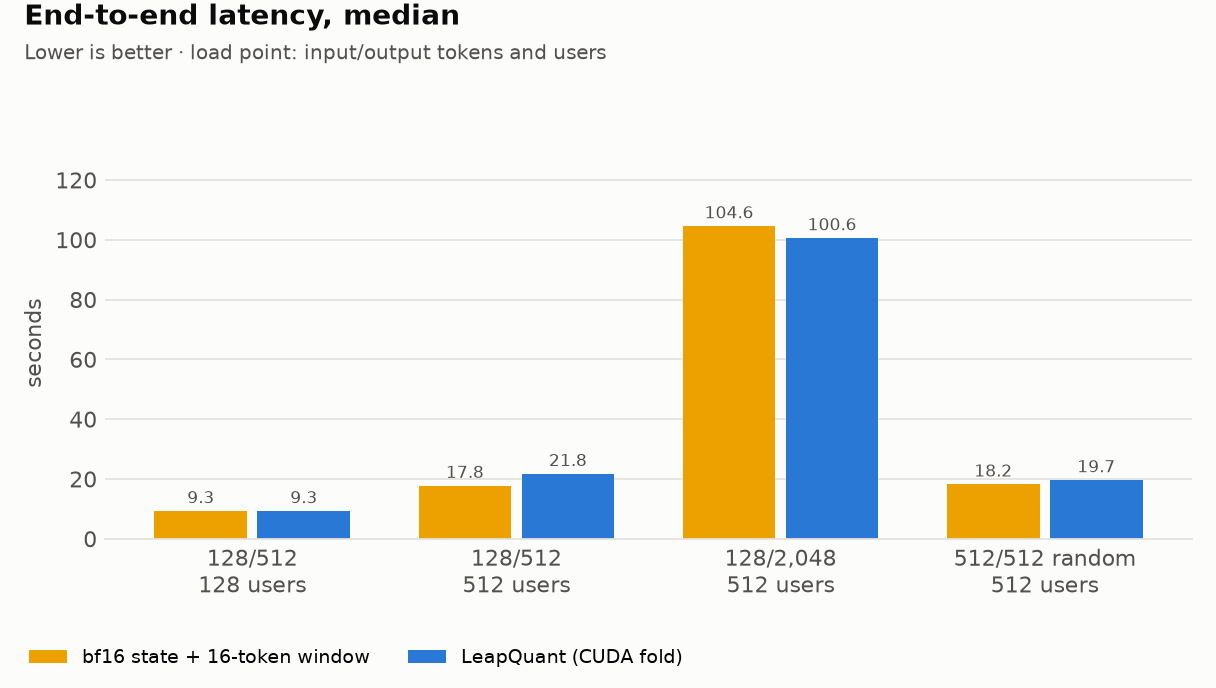 End-to-end latency, median
Lower is better · load point: input/output tokens and users
seconds
120
100
80
60
40
20
0
9.3
9.3
17.8
21.8
104.6
100.6
18.2
19.7
128/512
128 users
128/512
512 users
128/2,048
512 users
512/512 random
512 users
bf16 state + 16-token window
LeapQuant (CUDA fold)